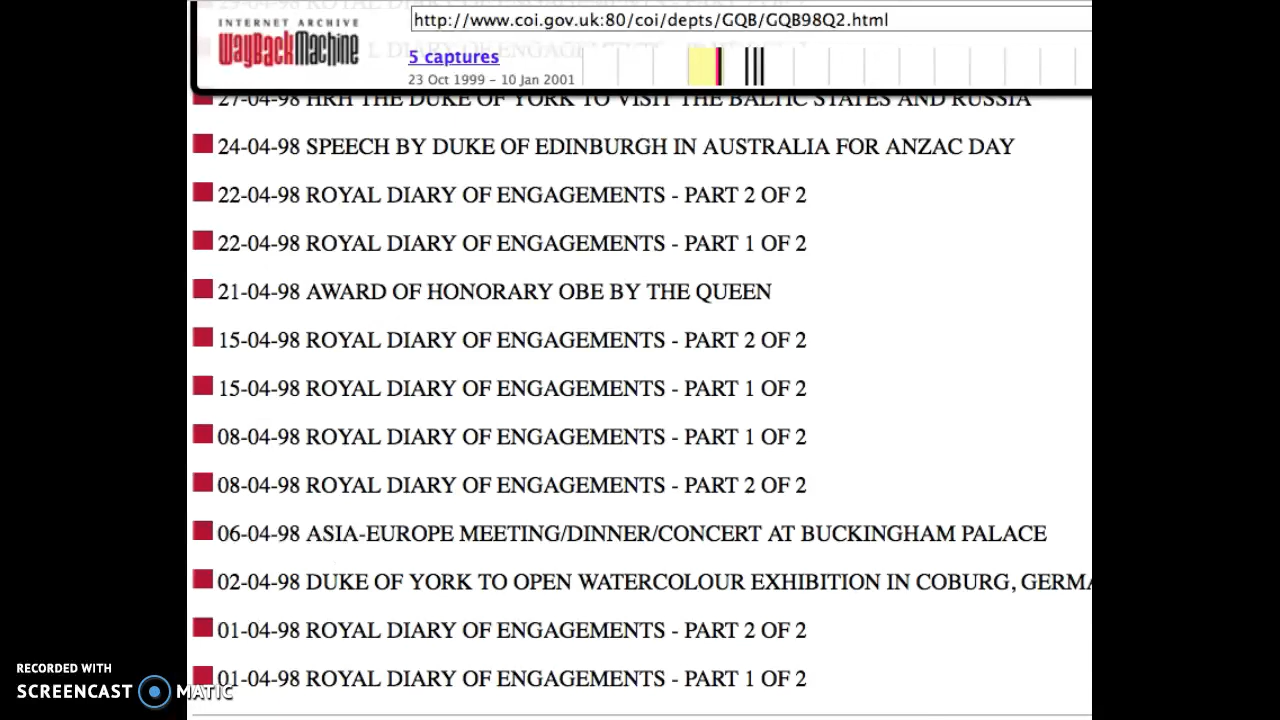 INTERNET ARCHIVE
WayBackMachine
http://www.coi.gov.uk:80/coi/depts/GQB/GQB98Q2.html
5 captures
23 Oct 1999 – 10 Jan 2001
27-04-98 HRH THE DUKE OF YORK TO VISIT THE BALTIC STATES AND RUSSIA
24-04-98 SPEECH BY DUKE OF EDINBURGH IN AUSTRALIA FOR ANZAC DAY
22-04-98 ROYAL DIARY OF ENGAGEMENTS - PART 2 OF 2
22-04-98 ROYAL DIARY OF ENGAGEMENTS - PART 1 OF 2
21-04-98 AWARD OF HONORARY OBE BY THE QUEEN
15-04-98 ROYAL DIARY OF ENGAGEMENTS - PART 2 OF 2
15-04-98 ROYAL DIARY OF ENGAGEMENTS - PART 1 OF 2
08-04-98 ROYAL DIARY OF ENGAGEMENTS - PART 1 OF 2
08-04-98 ROYAL DIARY OF ENGAGEMENTS - PART 2 OF 2
06-04-98 ASIA-EUROPE MEETING/DINNER/CONCERT AT BUCKINGHAM PALACE
02-04-98 DUKE OF YORK TO OPEN WATERCOLOUR EXHIBITION IN COBURG, GERMA
01-04-98 ROYAL DIARY OF ENGAGEMENTS - PART 2 OF 2
01-04-98 ROYAL DIARY OF ENGAGEMENTS - PART 1 OF 2
RECORDED WITH
SCREENCAST MATIC